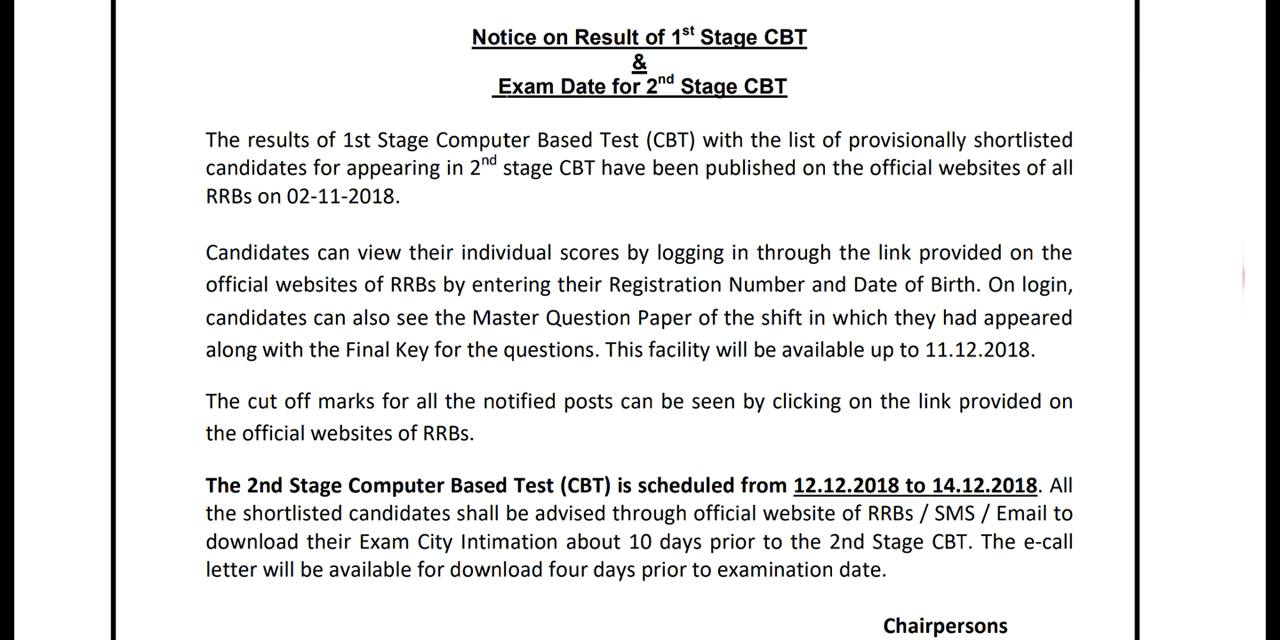 Notice on Result of 1st Stage CBT
&
Exam Date for 2nd Stage CBT
The results of 1st Stage Computer Based Test (CBT) with the list of provisionally shortlisted
candidates for appearing in 2nd stage CBT have been published on the official websites of all
RRBs on 02-11-2018.
Candidates can view their individual scores by logging in through the link provided on the
official websites of RRBs by entering their Registration Number and Date of Birth. On login,
candidates can also see the Master Question Paper of the shift in which they had appeared
along with the Final Key for the questions. This facility will be available up to 11.12.2018.
The cut off marks for all the notified posts can be seen by clicking on the link provided on
the official websites of RRBs.
The 2nd Stage Computer Based Test (CBT) is scheduled from 12.12.2018 to 14.12.2018. All
the shortlisted candidates shall be advised through official website of RRBs / SMS / Email to
download their Exam City Intimation about 10 days prior to the 2nd Stage CBT. The e-call
letter will be available for download four days prior to examination date.
Chairpersons